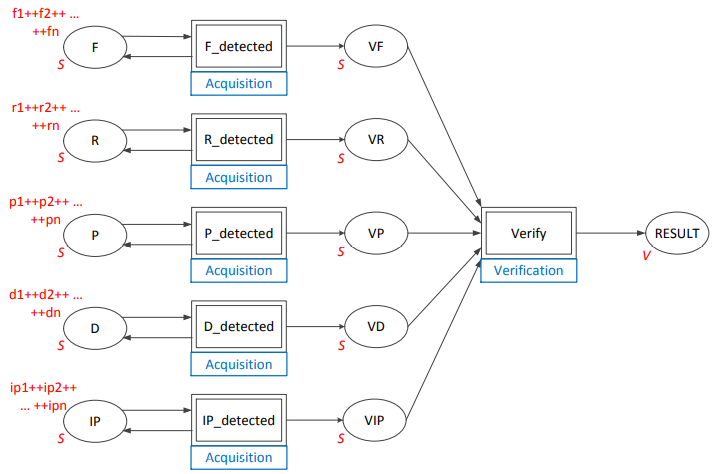 f1++f2++ ...
++fn
F
S
F_detected
Acquisition
VF
S
r1++r2++ ...
++rn
R
S
R_detected
Acquisition
VR
S
p1++p2++ ...
++pn
P
S
P_detected
Acquisition
VP
S
Verify
Verification
RESULT
V
d1++d2++ ...
++dn
D
S
D_detected
Acquisition
VD
S
ip1++ip2++
... ++ipn
IP
S
IP_detected
Acquisition
VIP
S